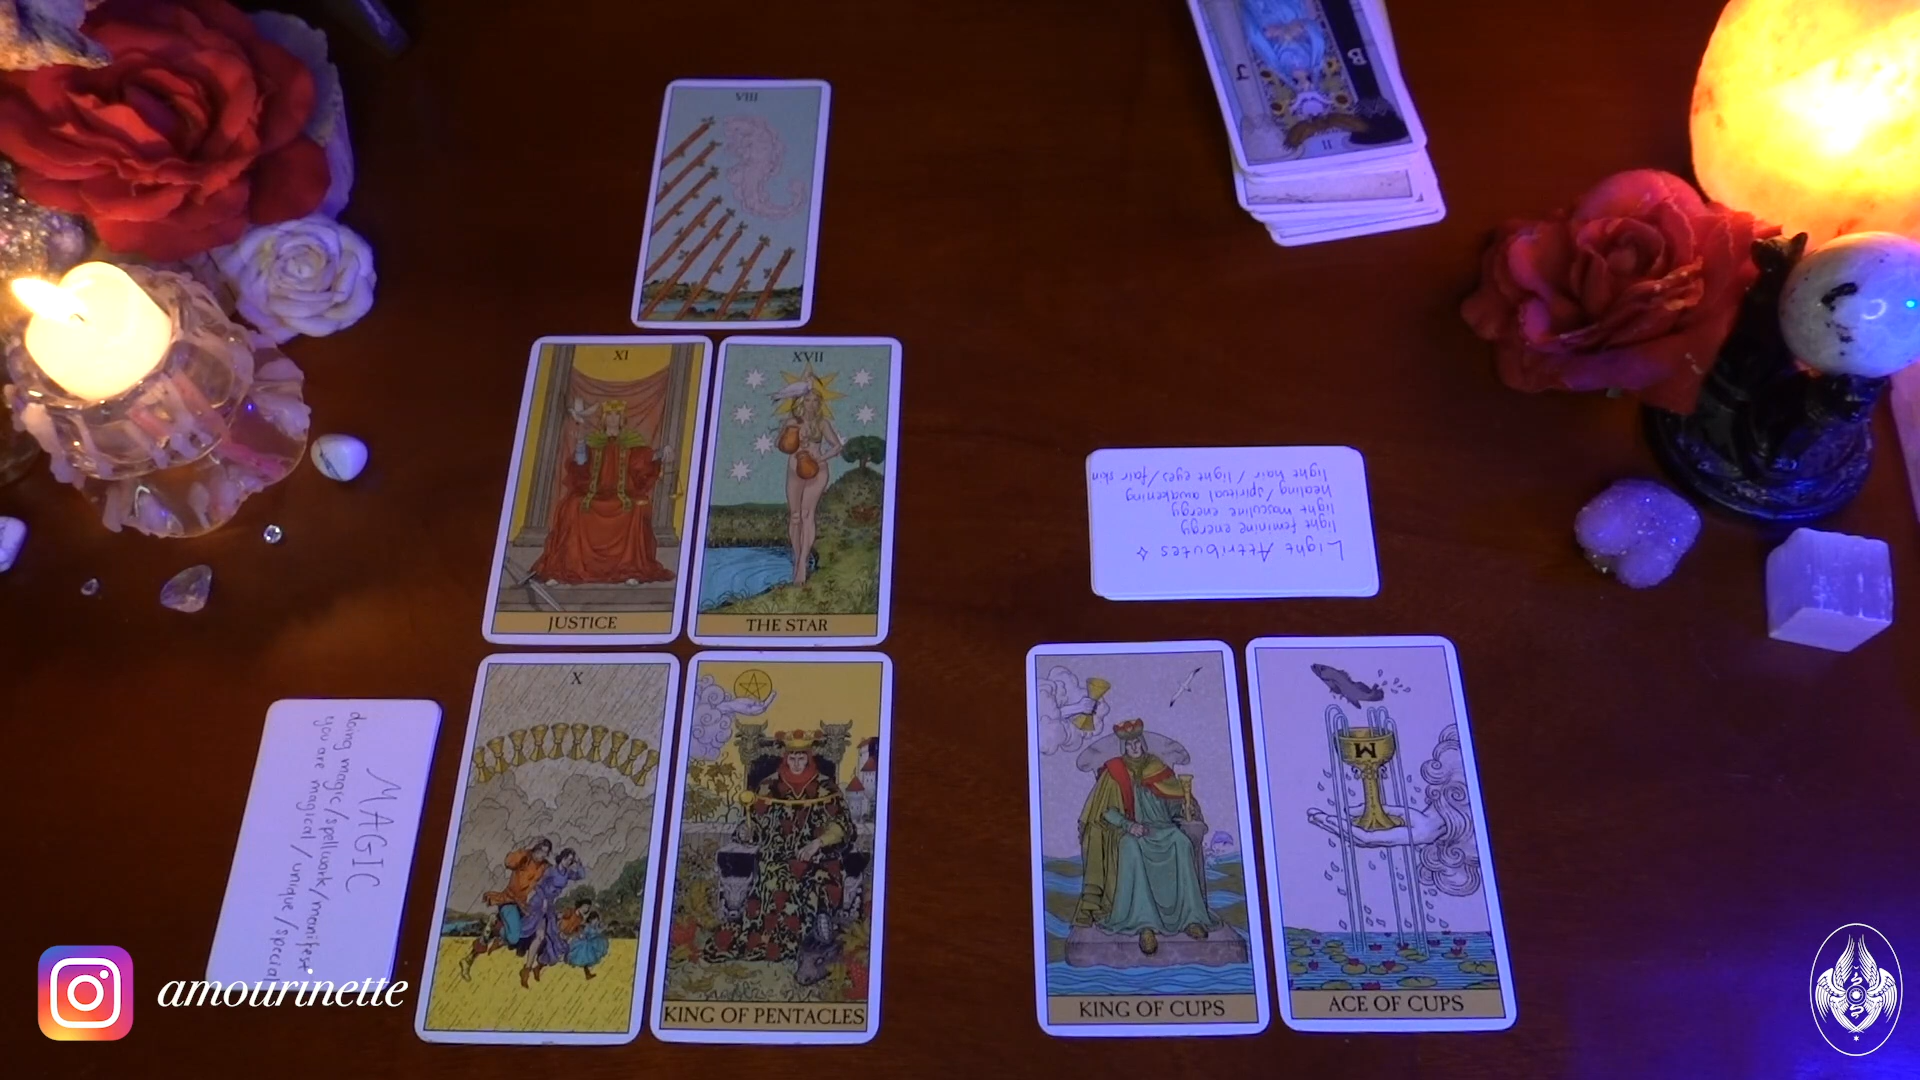 VIII
J
B
II
XI
JUSTICE
XVII
THE STAR
Light Attributes ✧
light feminine energy
light masculine energy
healing/spiritual awakening
light hair / light eyes/fair skin
MAGIC
doing magic/spellwork/manifest
you are magical / unique/special
X
KING OF PENTACLES
KING OF CUPS
M
ACE OF CUPS
amourinette